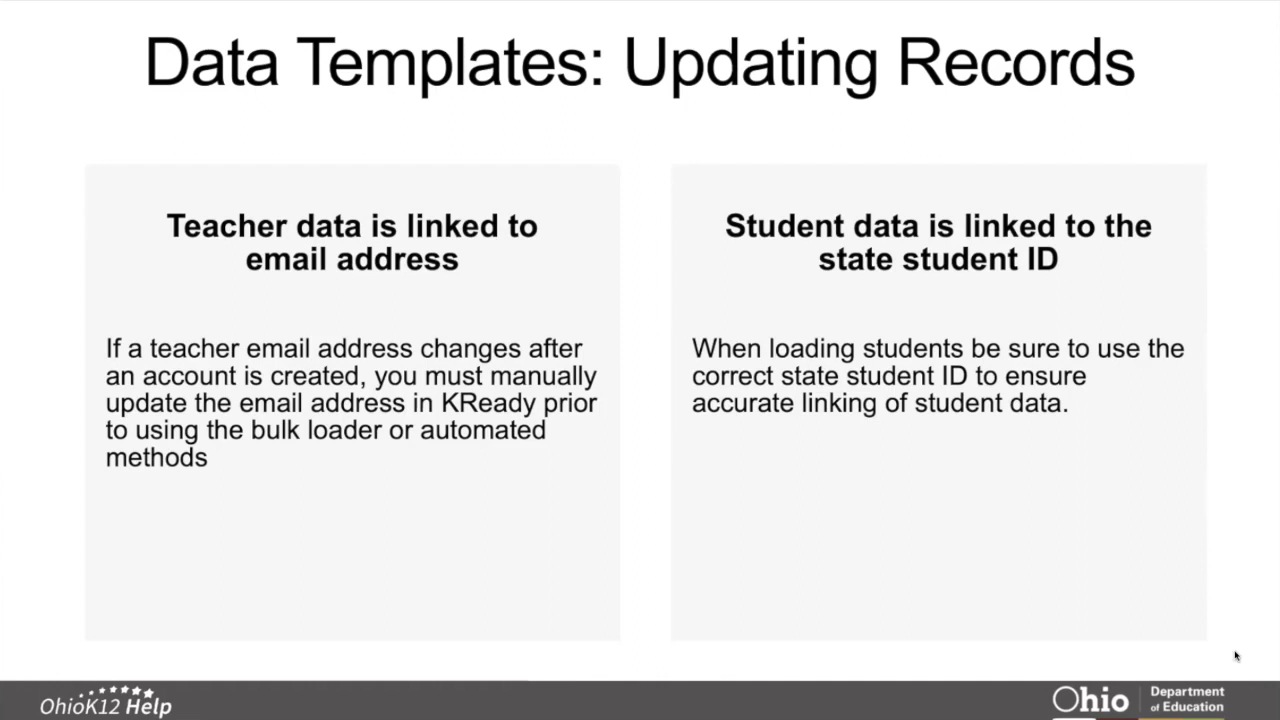 Data Templates: Updating Records
Teacher data is linked to
email address
If a teacher email address changes after
an account is created, you must manually
update the email address in KReady prior
to using the bulk loader or automated
methods
Student data is linked to the
state student ID
When loading students be sure to use the
correct state student ID to ensure
accurate linking of student data.
OhioK12 Help
Ohio
Department
of Education